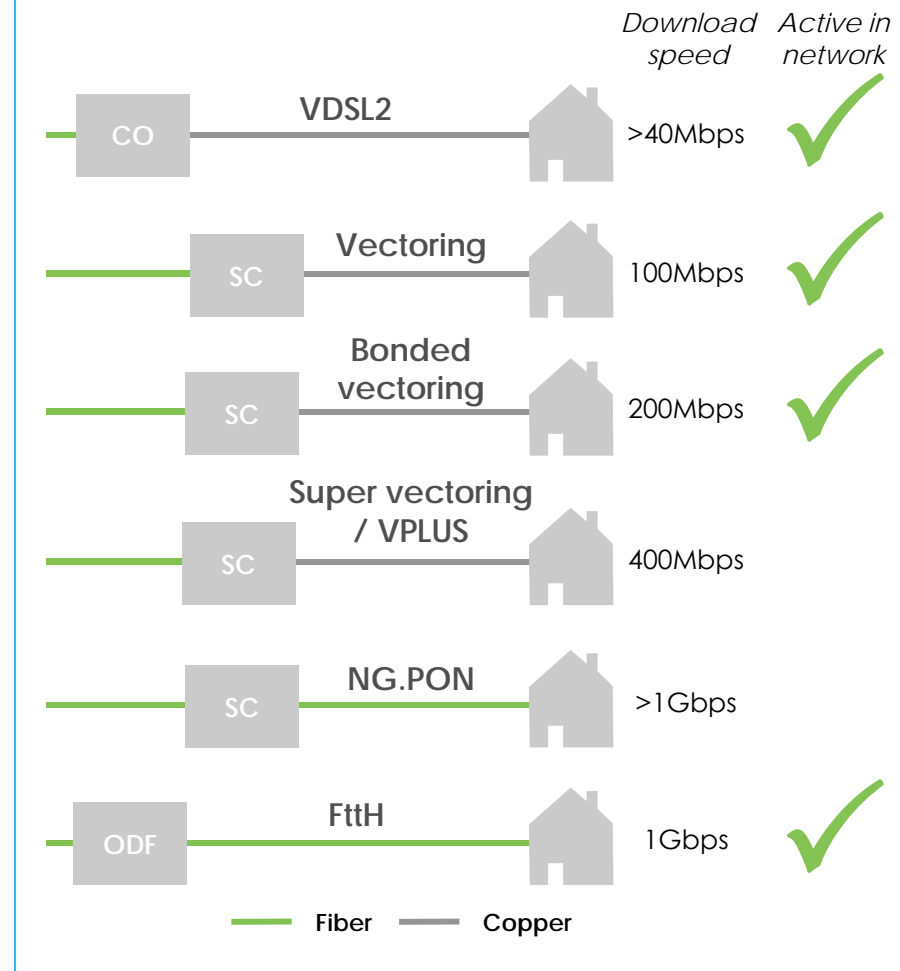 Download Active in
speed network
VDSL2
CO >40Mbps
Vectoring
SC 100Mbps
Bonded
vectoring
SC 200Mbps
Super vectoring
/ VPLUS
SC 400Mbps
NG.PON
SC >1Gbps
FttH
ODF 1Gbps
Fiber Copper